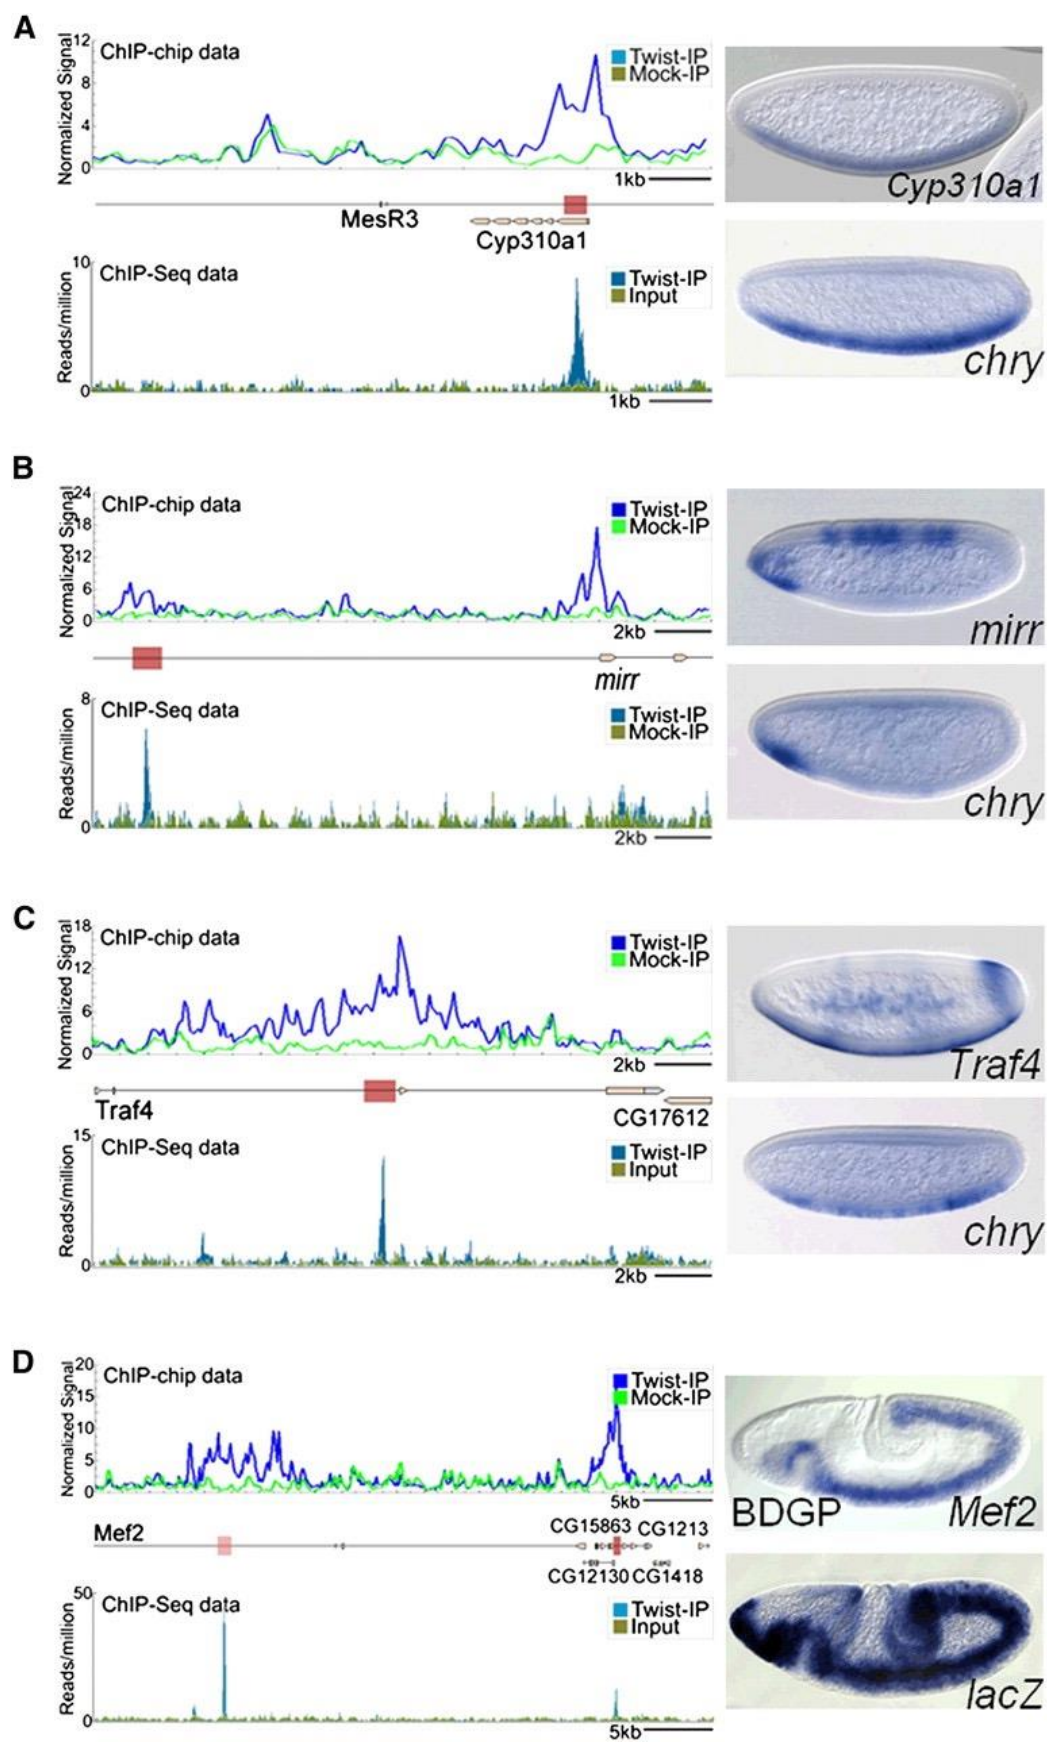 A
ChIP-chip data
Normalized Signal
12
8
4
0
Twist-IP
Mock-IP
1kb
MesR3
Cyp310a1
ChIP-Seq data
Reads/million
10
0
Twist-IP
Input
1kb
Cyp310a1
chry
B
ChIP-chip data
Normalized Signal
24
18
12
6
0
Twist-IP
Mock-IP
2kb
mirr
ChIP-Seq data
Reads/million
8
0
Twist-IP
Mock-IP
2kb
mirr
chry
C
ChIP-chip data
Normalized Signal
18
12
6
0
Twist-IP
Mock-IP
2kb
Traf4
CG17612
ChIP-Seq data
Reads/million
15
0
Twist-IP
Input
2kb
Traf4
chry
D
ChIP-chip data
Normalized Signal
20
15
10
5
0
Twist-IP
Mock-IP
5kb
Mef2
CG15863 CG1213
CG12130 CG1418
ChIP-Seq data
Reads/million
50
0
Twist-IP
Input
5kb
BDGP
Mef2
lacZ